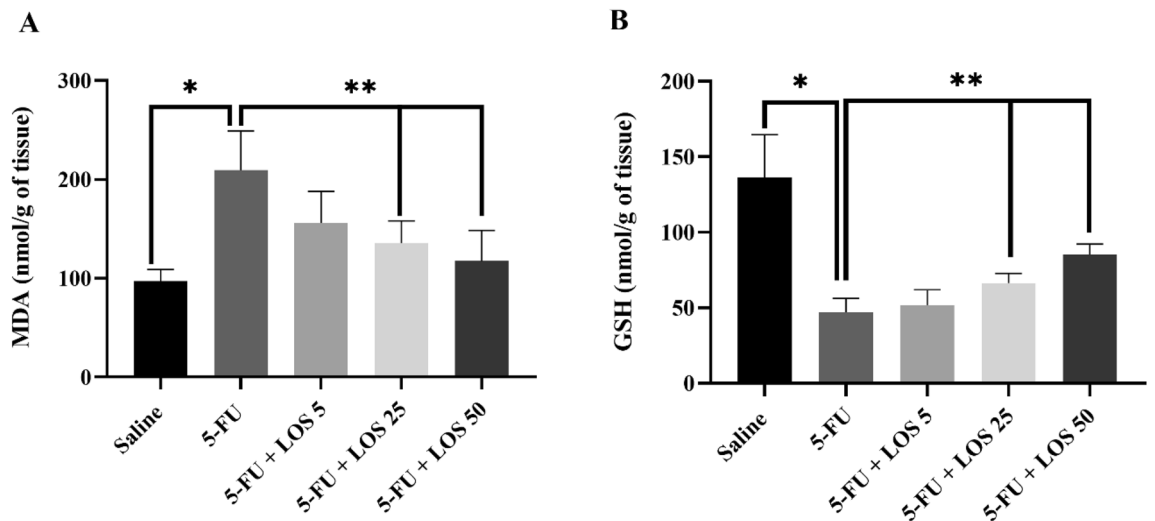 A
MDA (nmol/g of tissue)
300
200
100
0
*
**
Saline
5-FU
5-FU + LOS 5
5-FU + LOS 25
5-FU + LOS 50
B
GSH (nmol/g of tissue)
200
150
100
50
0
*
**
Saline
5-FU
5-FU + LOS 5
5-FU + LOS 25
5-FU + LOS 50